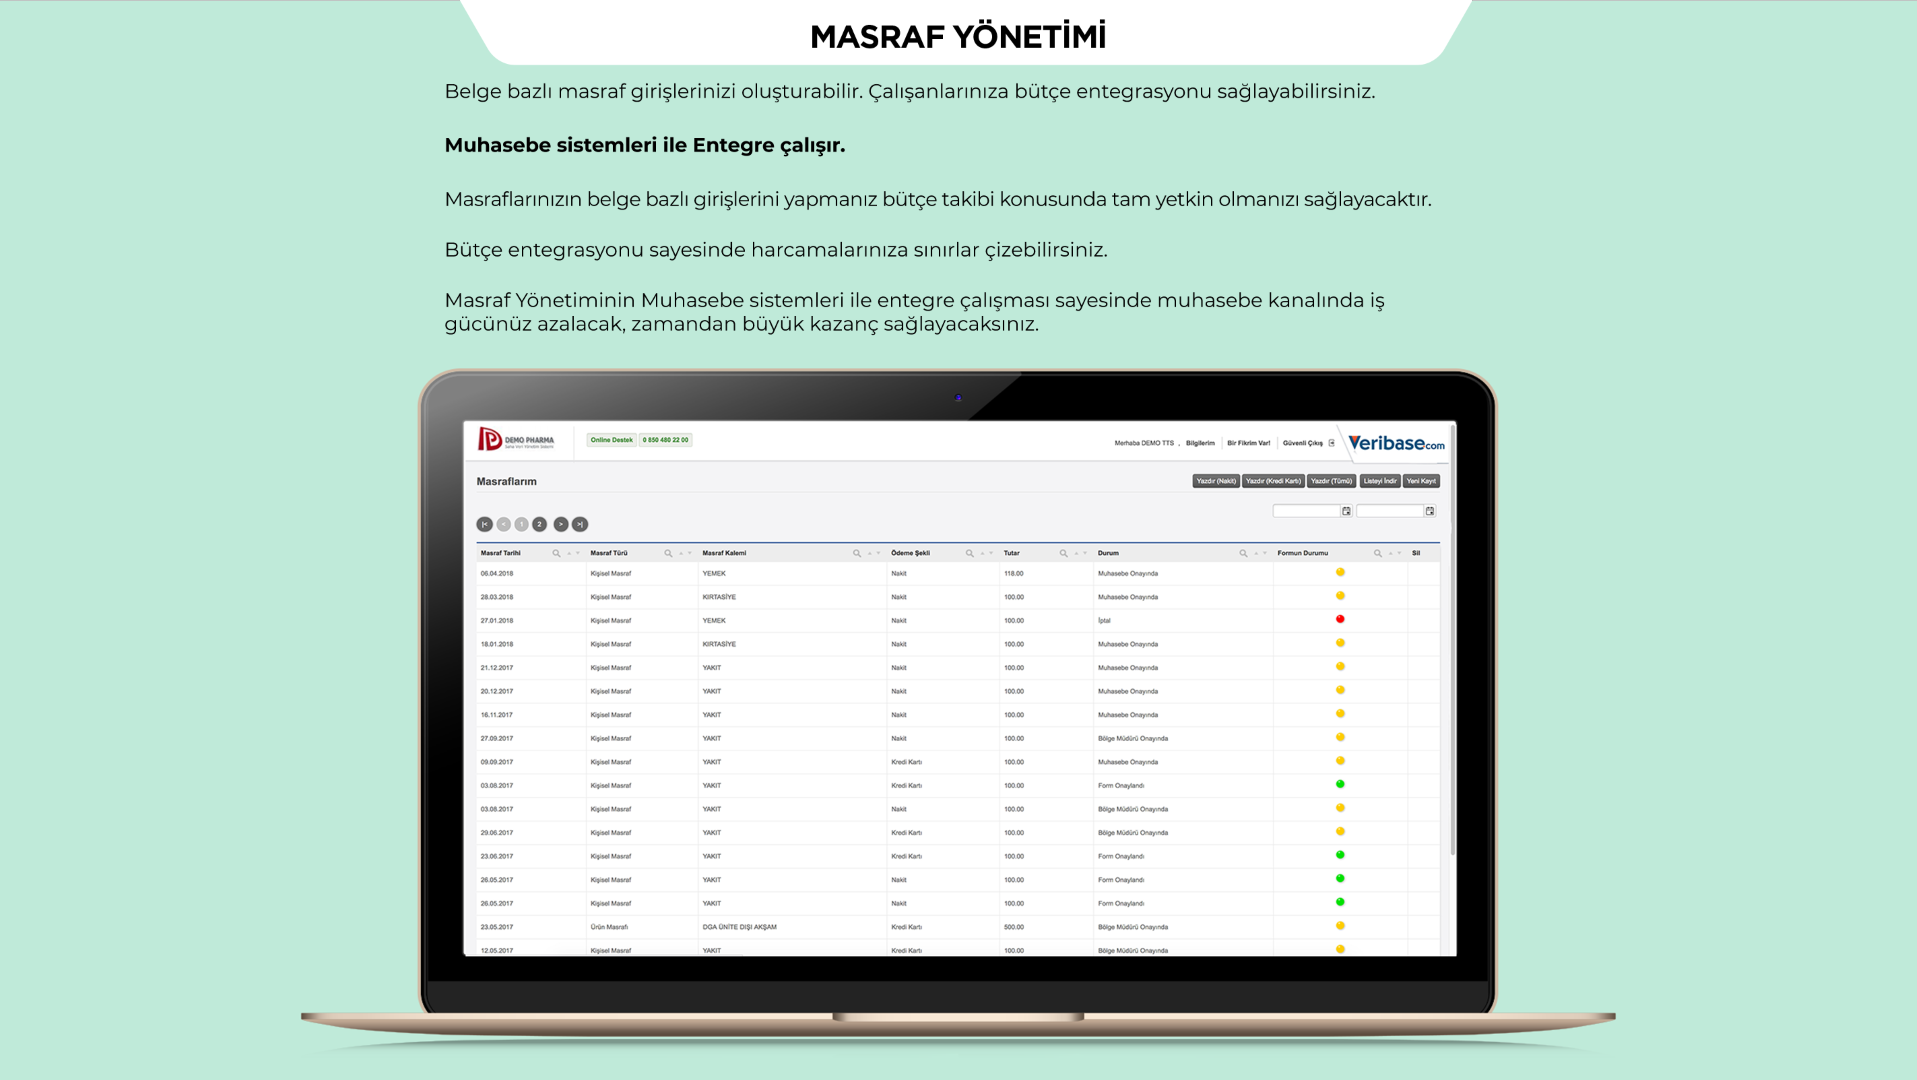 MASRAF YÖNETİMİ
Belge bazlı masraf girişlerinizi oluşturabilir. Çalışanlarınıza bütçe entegrasyonu sağlayabilirsiniz.
Muhasebe sistemleri ile Entegre çalışır.
Masraflarınızın belge bazlı girişlerini yapmanız bütçe takibi konusunda tam yetkin olmanızı sağlayacaktır.
Bütçe entegrasyonu sayesinde harcamalarınıza sınırlar çizebilirsiniz.
Masraf Yönetiminin Muhasebe sistemleri ile entegre çalışması sayesinde muhasebe kanalında iş
gücünüz azalacak, zamandan büyük kazanç sağlayacaksınız.
DEMO PHARMA
Online Destek 0 850 480 22 00
Merhaba DEMO TTS , Bilgilerim Bir Fikrim Var! Güvenli Çıkış
Veribase.com
Masraflarım
Yazdır (Nakit) Yazdır (Kredi Kartı) Yazdır (Tümü) Listeyi İndir Yeni Kayıt
|< < 1 2 > >|
Masraf Tarihi Masraf Türü Masraf Kalemi Ödeme Şekli Tutar Durum Formun Durumu Sil
06.04.2018 Kişisel Masraf YEMEK Nakit 118.00 Muhasebe Onayında
28.03.2018 Kişisel Masraf KIRTASİYE Nakit 100.00 Muhasebe Onayında
27.01.2018 Kişisel Masraf YEMEK Nakit 100.00 İptal
18.01.2018 Kişisel Masraf KIRTASİYE Nakit 100.00 Muhasebe Onayında
21.12.2017 Kişisel Masraf YAKIT Nakit 100.00 Muhasebe Onayında
20.12.2017 Kişisel Masraf YAKIT Nakit 100.00 Muhasebe Onayında
16.11.2017 Kişisel Masraf YAKIT Nakit 100.00 Muhasebe Onayında
27.09.2017 Kişisel Masraf YAKIT Nakit 100.00 Bölge Müdürü Onayında
09.09.2017 Kişisel Masraf YAKIT Kredi Kartı 100.00 Muhasebe Onayında
03.08.2017 Kişisel Masraf YAKIT Kredi Kartı 100.00 Form Onaylandı
03.08.2017 Kişisel Masraf YAKIT Nakit 100.00 Bölge Müdürü Onayında
29.06.2017 Kişisel Masraf YAKIT Kredi Kartı 100.00 Bölge Müdürü Onayında
23.06.2017 Kişisel Masraf YAKIT Kredi Kartı 100.00 Form Onaylandı
26.05.2017 Kişisel Masraf YAKIT Nakit 100.00 Form Onaylandı
26.05.2017 Kişisel Masraf YAKIT Nakit 100.00 Form Onaylandı
23.05.2017 Ürün Masrafı DGA ÜNİTE DIŞI AKŞAM Kredi Kartı 500.00 Bölge Müdürü Onayında
12.05.2017 Kişisel Masraf YAKIT Kredi Kartı 100.00 Bölge Müdürü Onayında